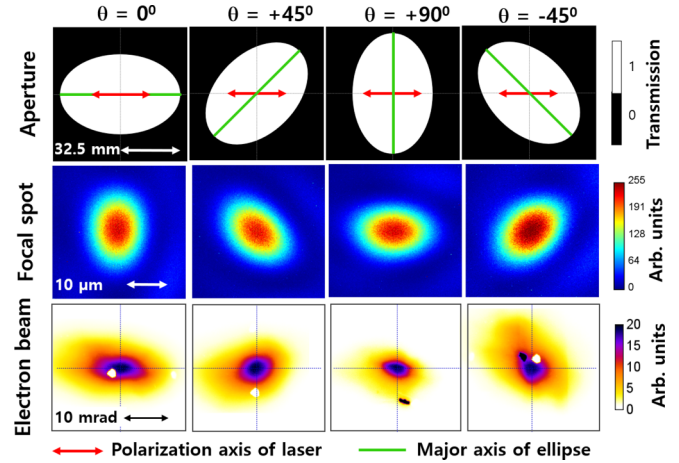 θ = 0⁰ θ = +45⁰ θ = +90⁰ θ = -45⁰
Aperture
32.5 mm
1
0
Transmission
Focal spot
10 μm
255
191
128
64
0
Arb. units
Electron beam
10 mrad
20
15
10
5
0
Arb. units
Polarization axis of laser Major axis of ellipse